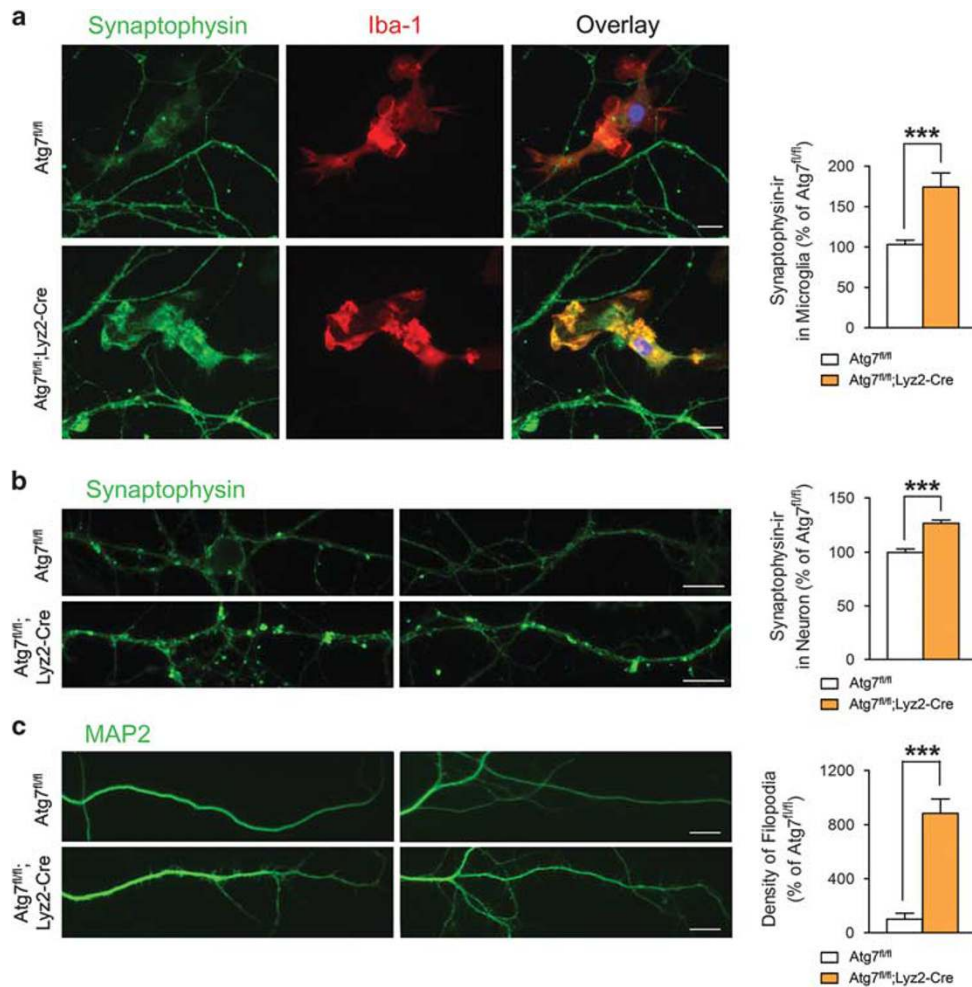 a
Synaptophysin
Iba-1
Overlay
Atg7fl/fl
Atg7fl/fl;Lyz2-Cre
Synaptophysin-ir
in Microglia (% of Atg7fl/fl)
200
150
100
50
0
***
Atg7fl/fl
Atg7fl/fl;Lyz2-Cre
b
Synaptophysin
Atg7fl/fl
Atg7fl/fl;
Lyz2-Cre
Synaptophysin-ir
in Neuron (% of Atg7fl/fl)
150
100
50
0
***
Atg7fl/fl
Atg7fl/fl;Lyz2-Cre
c
MAP2
Atg7fl/fl
Atg7fl/fl;
Lyz2-Cre
Density of Filopodia
(% of Atg7fl/fl)
1200
800
400
0
***
Atg7fl/fl
Atg7fl/fl;Lyz2-Cre